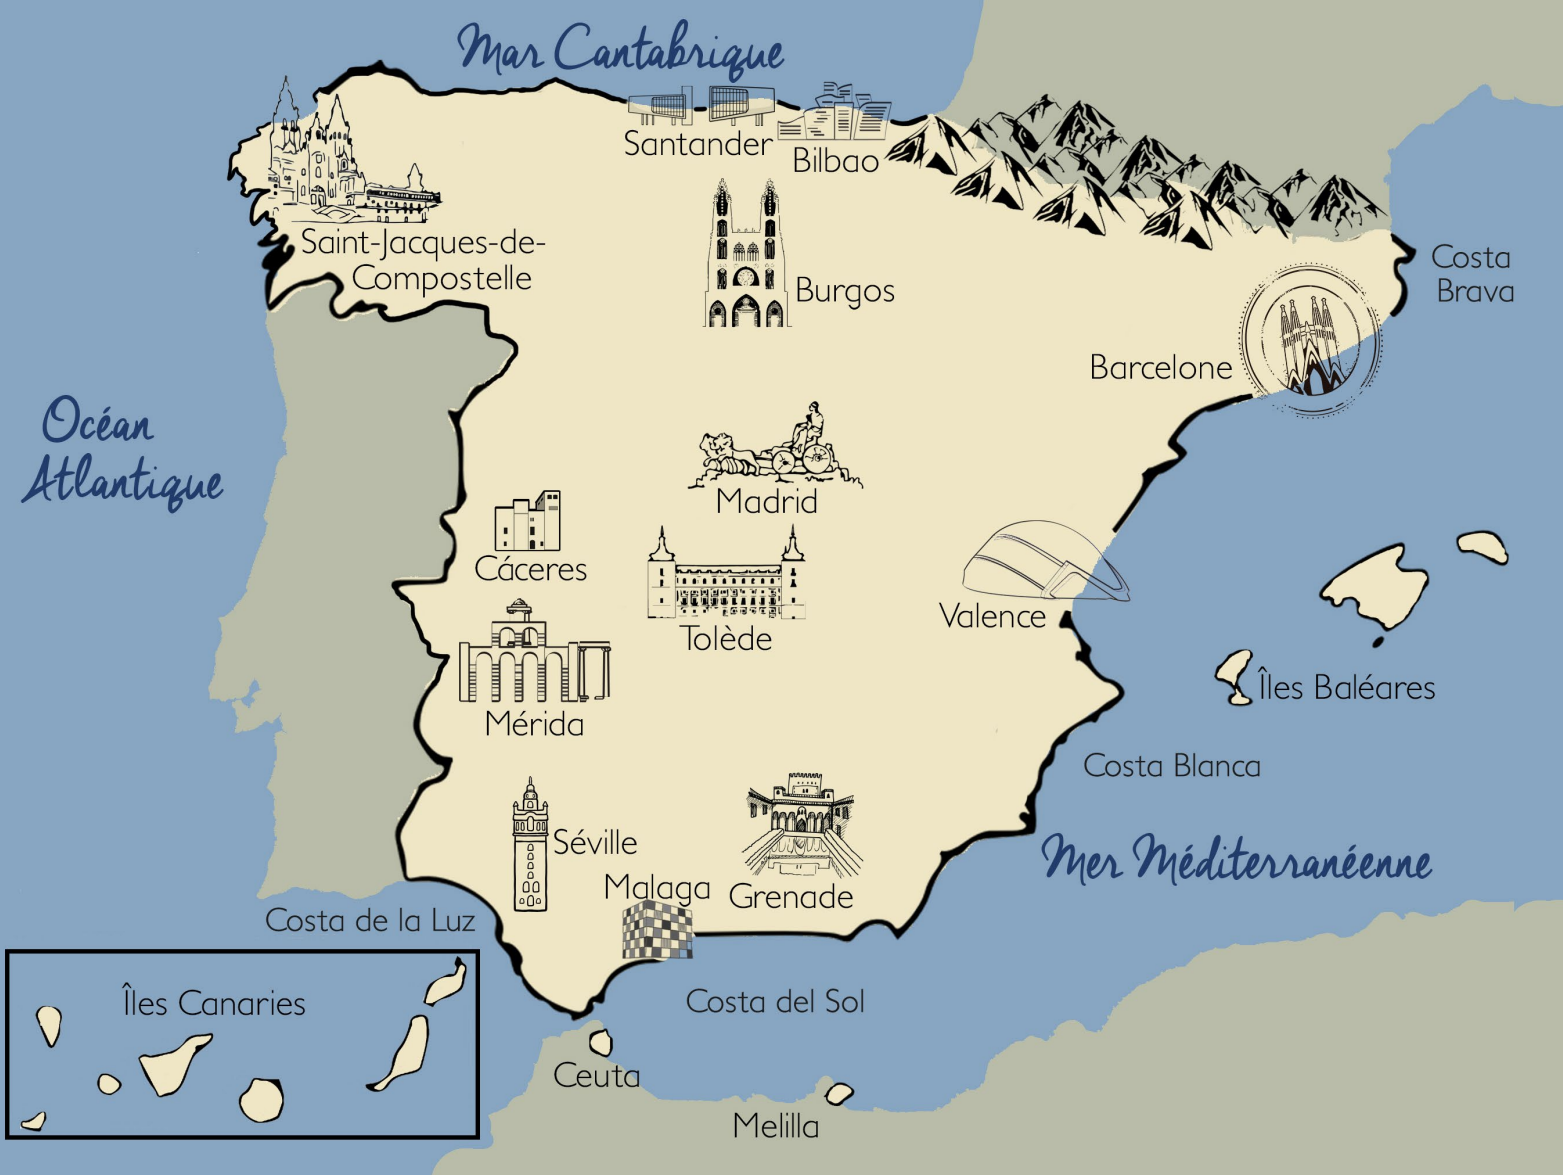 Mar Cantabrique
Santander
Bilbao
Saint-Jacques-de-
Compostelle
Burgos
Costa
Brava
Barcelone
Océan
Atlantique
Madrid
Cáceres
Valence
Tolède
Îles Baléares
Mérida
Costa Blanca
Séville
Mer Méditerranéenne
Malaga
Grenade
Costa de la Luz
Îles Canaries
Costa del Sol
Ceuta
Melilla